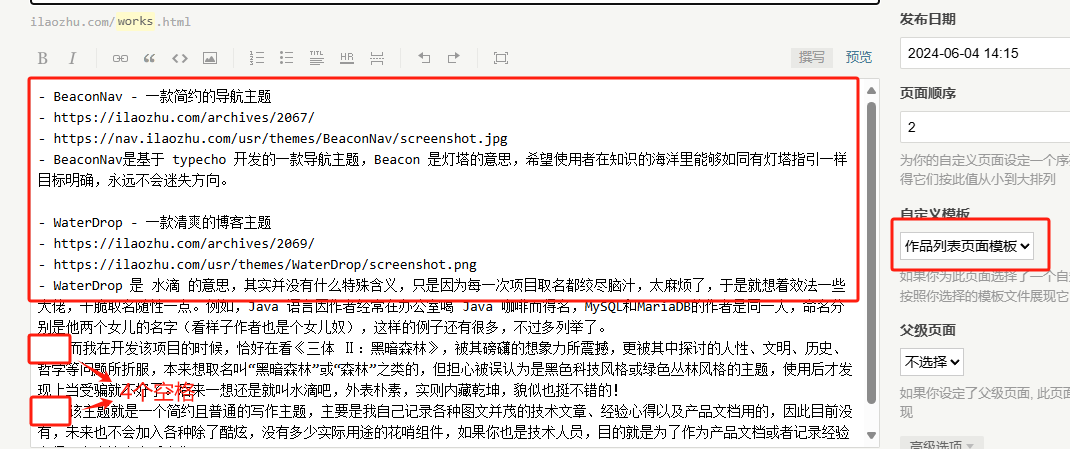 ilaozhu.com/works.html
B I TITL HR 撰写 预览
- BeaconNav - 一款简约的导航主题
- https://ilaozhu.com/archives/2067/
- https://nav.ilaozhu.com/usr/themes/BeaconNav/screenshot.jpg
- BeaconNav是基于 typecho 开发的一款导航主题，Beacon 是灯塔的意思，希望使用者在知识的海洋里能够如同有灯塔指引一样
目标明确，永远不会迷失方向。
- WaterDrop - 一款清爽的博客主题
- https://ilaozhu.com/archives/2069/
- https://ilaozhu.com/usr/themes/WaterDrop/screenshot.png
- WaterDrop 是 水滴 的意思，其实并没有什么特殊含义，只是因为每一次项目取名都绞尽脑汁，太麻烦了，于是就想着效法一些
大佬，干脆取名随性一点。例如，Java 语言因作者经常在办公室喝 Java 咖啡而得名，MySQL和MariaDB的作者是同一人，命名分
别是他两个女儿的名字（看样子作者也是个女儿奴），这样的例子还有很多，不过多列举了。
而我在开发该项目的时候，恰好在看《三体 Ⅱ：黑暗森林》，被其磅礴的想象力所震撼，更被其中探讨的人性、文明、历史、
哲学等问题所折服，本来想取名叫“黑暗森林”或“森林”之类的，但担心被误认为是黑色科技风格或绿色丛林风格的主题，使用后才发
现上当受骗就 来一想还是就叫水滴吧，外表朴素，实则内藏乾坤，貌似也挺不错的！
4个空格
该主题就是一个简约且普通的写作主题，主要是我自己记录各种图文并茂的技术文章、经验心得以及产品文档用的，因此目前没
有，未来也不会加入各种除了酷炫，没有多少实际用途的花哨组件，如果你也是技术人员，目的就是为了作为产品文档或者记录经验
发布日期
2024-06-04 14:15
页面顺序
2
为你的自定义页面设定一个序
得它们按此值从小到大排列
自定义模板
作品列表页面模板
如果你为此页面选择了一个自
按照你选择的模板文件展现它
父级页面
不选择
如果你设定了父级页面, 此页面
现
高级选项